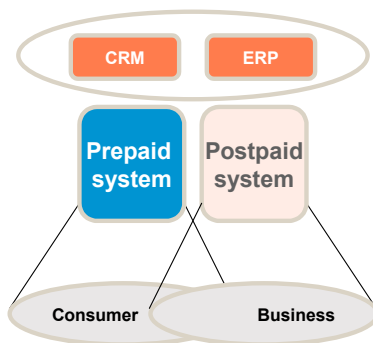 CRM
ERP
Prepaid
system
Postpaid
system
Consumer
Business